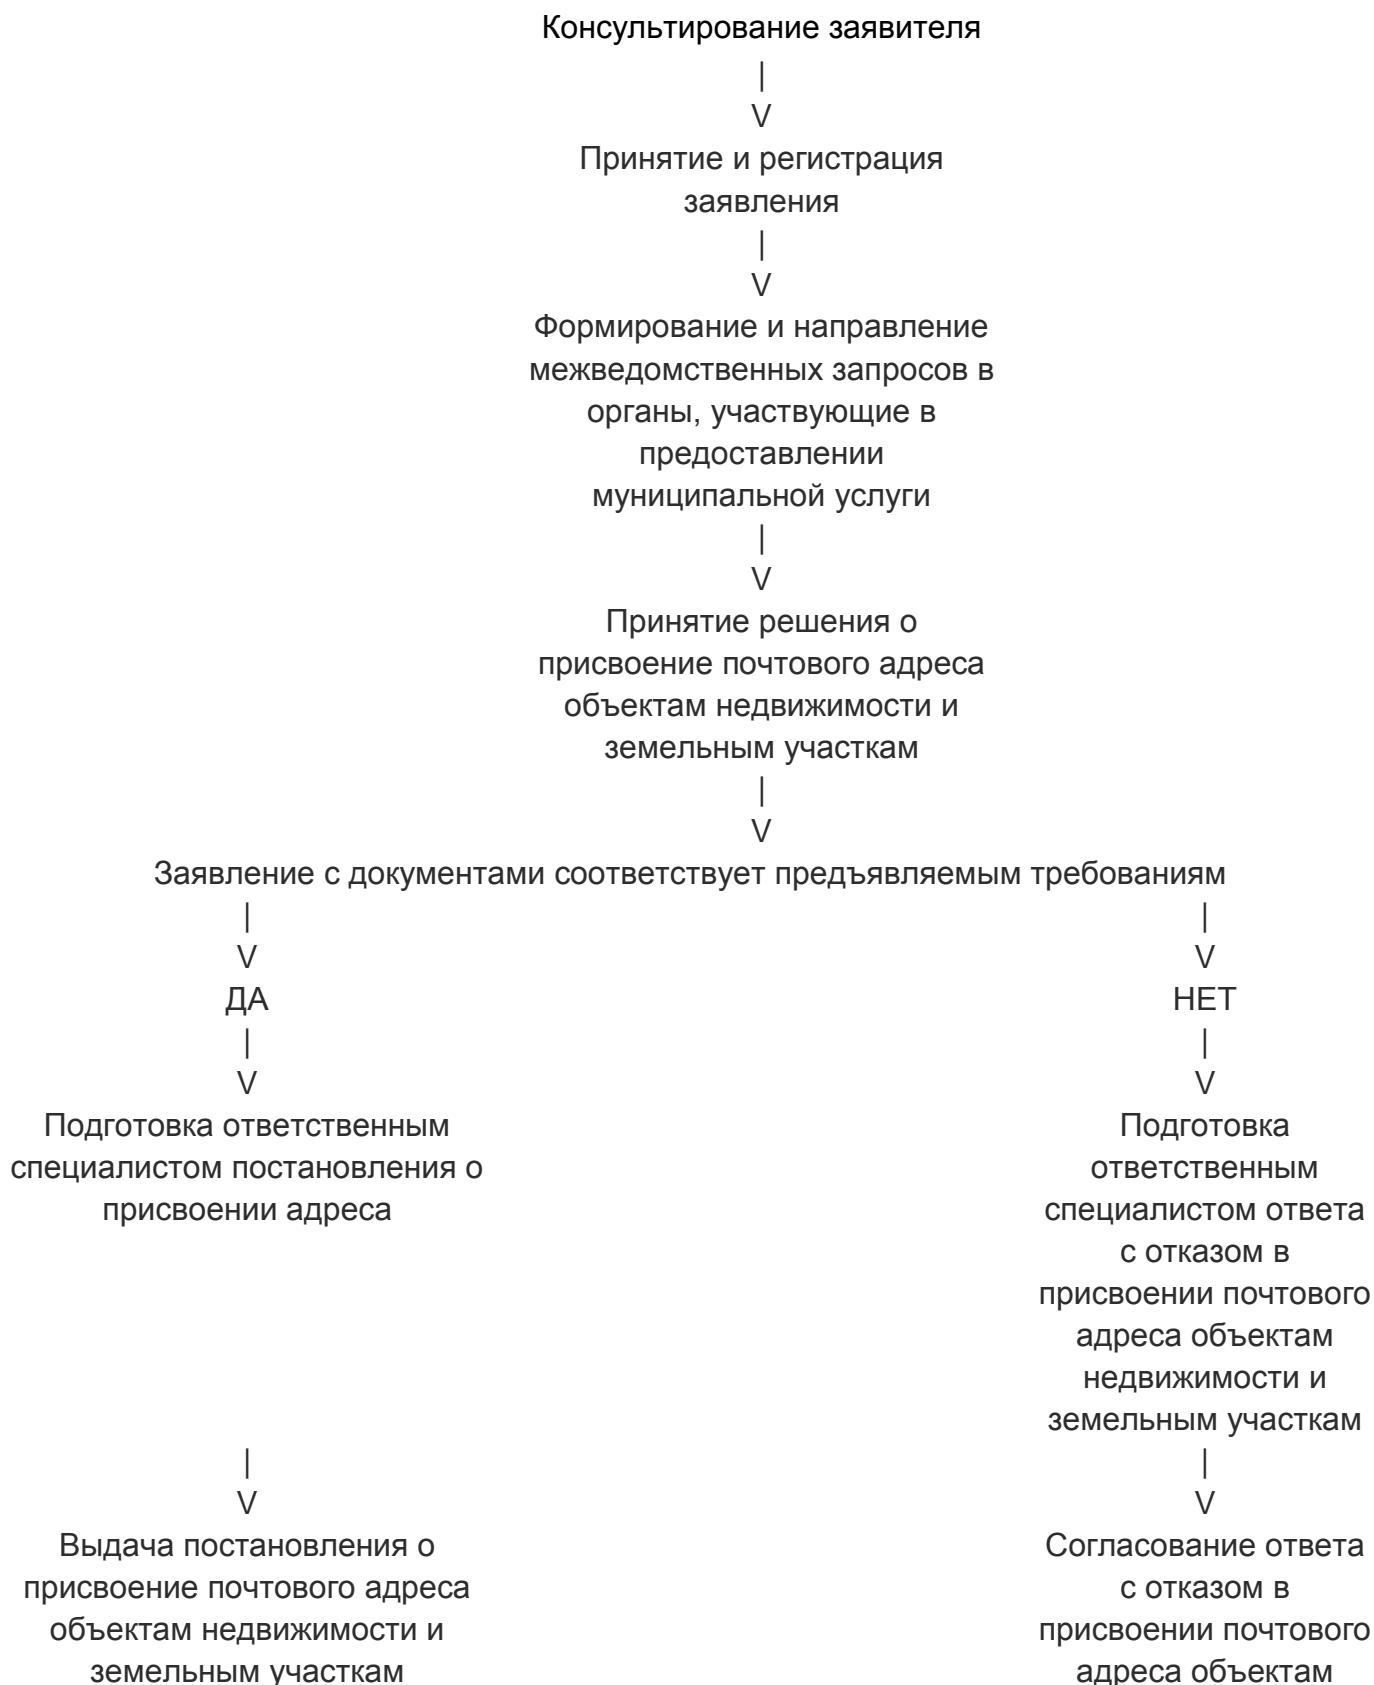 Консультирование заявителя
|
V
Принятие и регистрация
заявления
|
V
Формирование и направление
межведомственных запросов в
органы, участвующие в
предоставлении
муниципальной услуги
|
V
Принятие решения о
присвоение почтового адреса
объектам недвижимости и
земельным участкам
|
V
Заявление с документами соответствует предъявляемым требованиям
|
V
ДА
|
V
Подготовка ответственным
специалистом постановления о
присвоении адреса
|
V
Выдача постановления о
присвоение почтового адреса
объектам недвижимости и
земельным участкам
|
V
НЕТ
|
V
Подготовка
ответственным
специалистом ответа
с отказом в
присвоении почтового
адреса объектам
недвижимости и
земельным участкам
|
V
Согласование ответа
с отказом в
присвоении почтового
адреса объектам